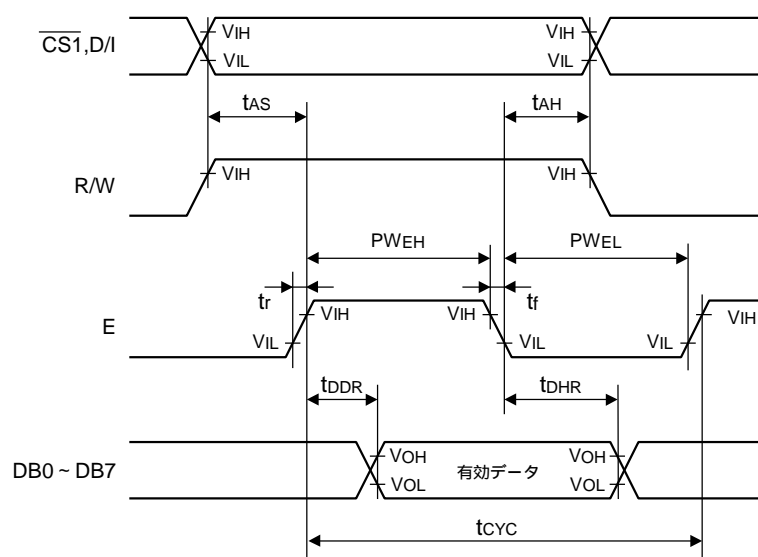 CS1,D/I
VIH VIH
VIL VIL
tAS tAH
R/W
VIH VIH
PWEH PWEL
tr tf
E
VIH VIH VIH
VIL VIL VIL
tDDR tDHR
DB0 ~ DB7
VOH VOH
有効データ
VOL VOL
tCYC